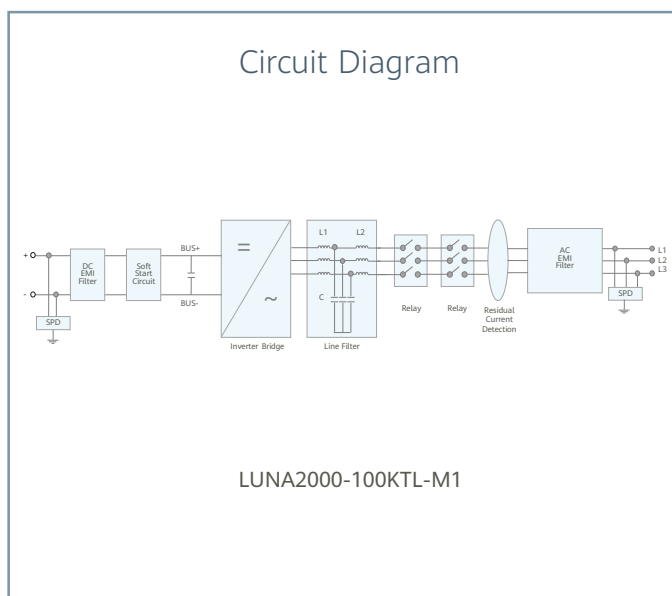 Circuit Diagram
+
-
SPD
DC
EMI
Filter
Soft
Start
Circuit
BUS+
BUS-
=
~
Inverter Bridge
L1 L2
C
Line Filter
Relay
Relay
Residual
Current
Detection
AC
EMI
Filter
L1
L2
L3
SPD
LUNA2000-100KTL-M1